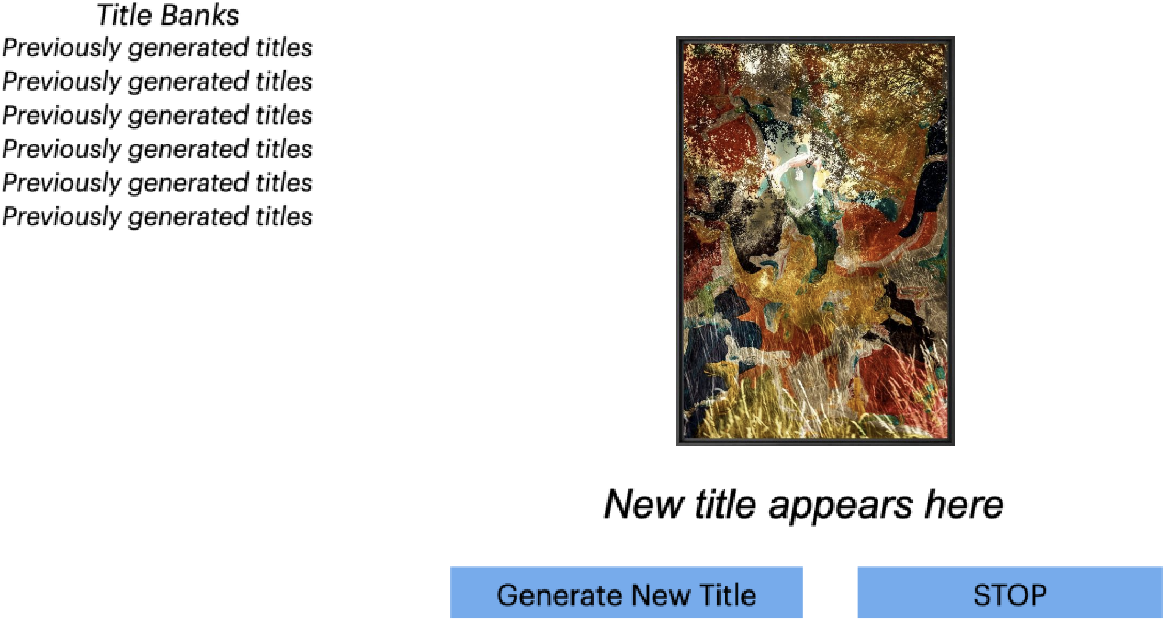 Title Banks
Previously generated titles
Previously generated titles
Previously generated titles
Previously generated titles
Previously generated titles
Previously generated titles
New title appears here
Generate New Title
STOP